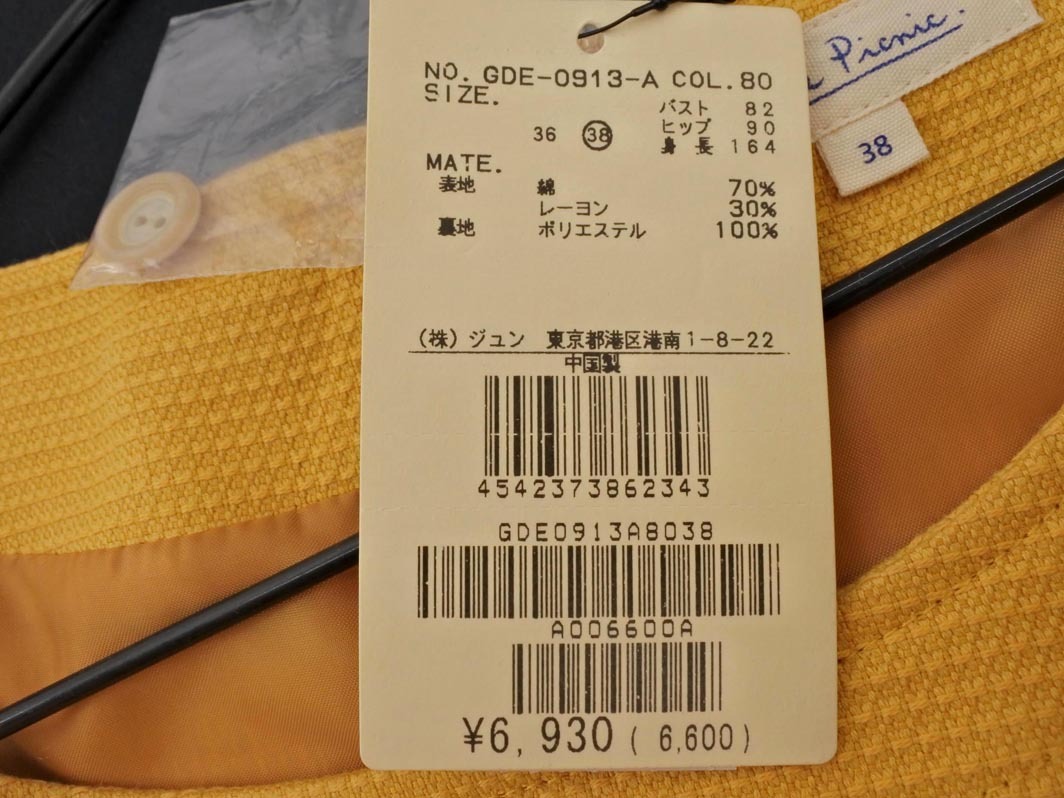 NO. GDE-0913-A COL.80
SIZE.
バスト 82
36 38 ヒップ 90
身長 164
MATE.
表地 綿 70%
レーヨン 30%
裏地 ポリエステル 100%
(株) ジュン 東京都港区港南1-8-22
中国製
4542373862343
GDE0913A8038
A006600A
¥6,930 ( 6,600 )
Picnic.
38